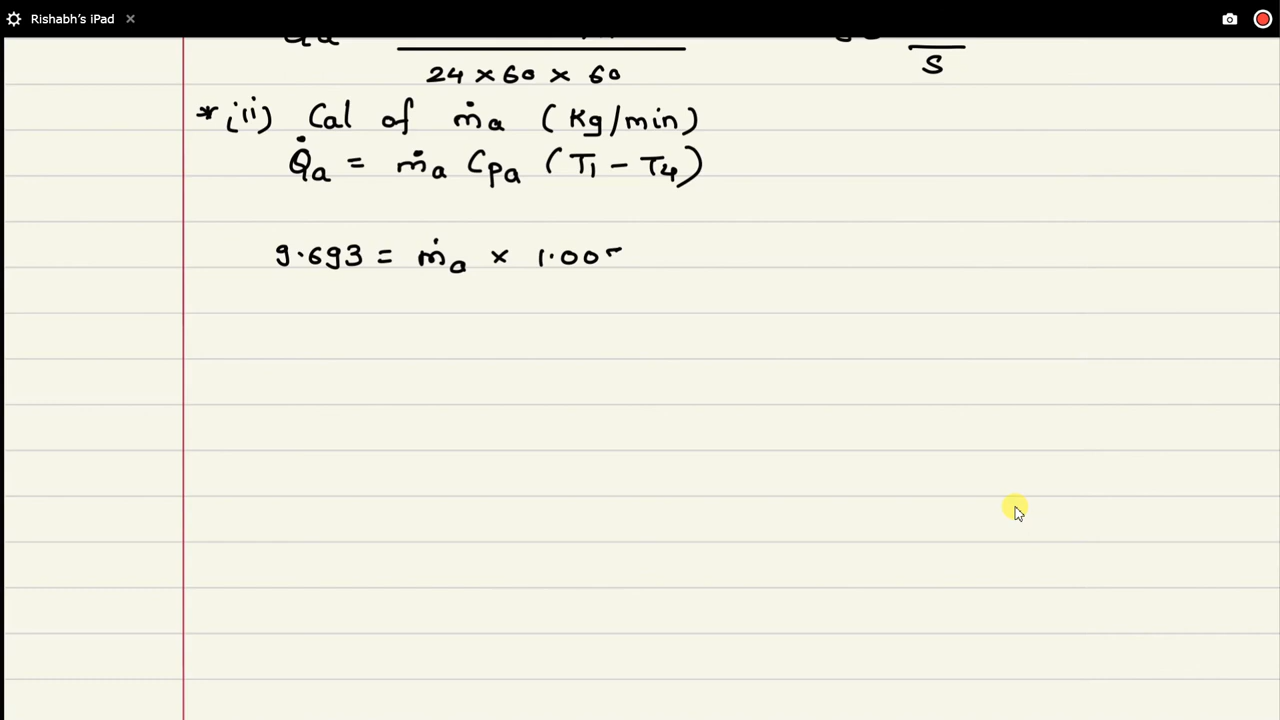 Rishabh's iPad ×
24 × 60 × 60
S
* (ii) Cal of ṁa (Kg/min)
Q̇a = ṁa Cpa (T1 - T4)
9.693 = ṁa × 1.00